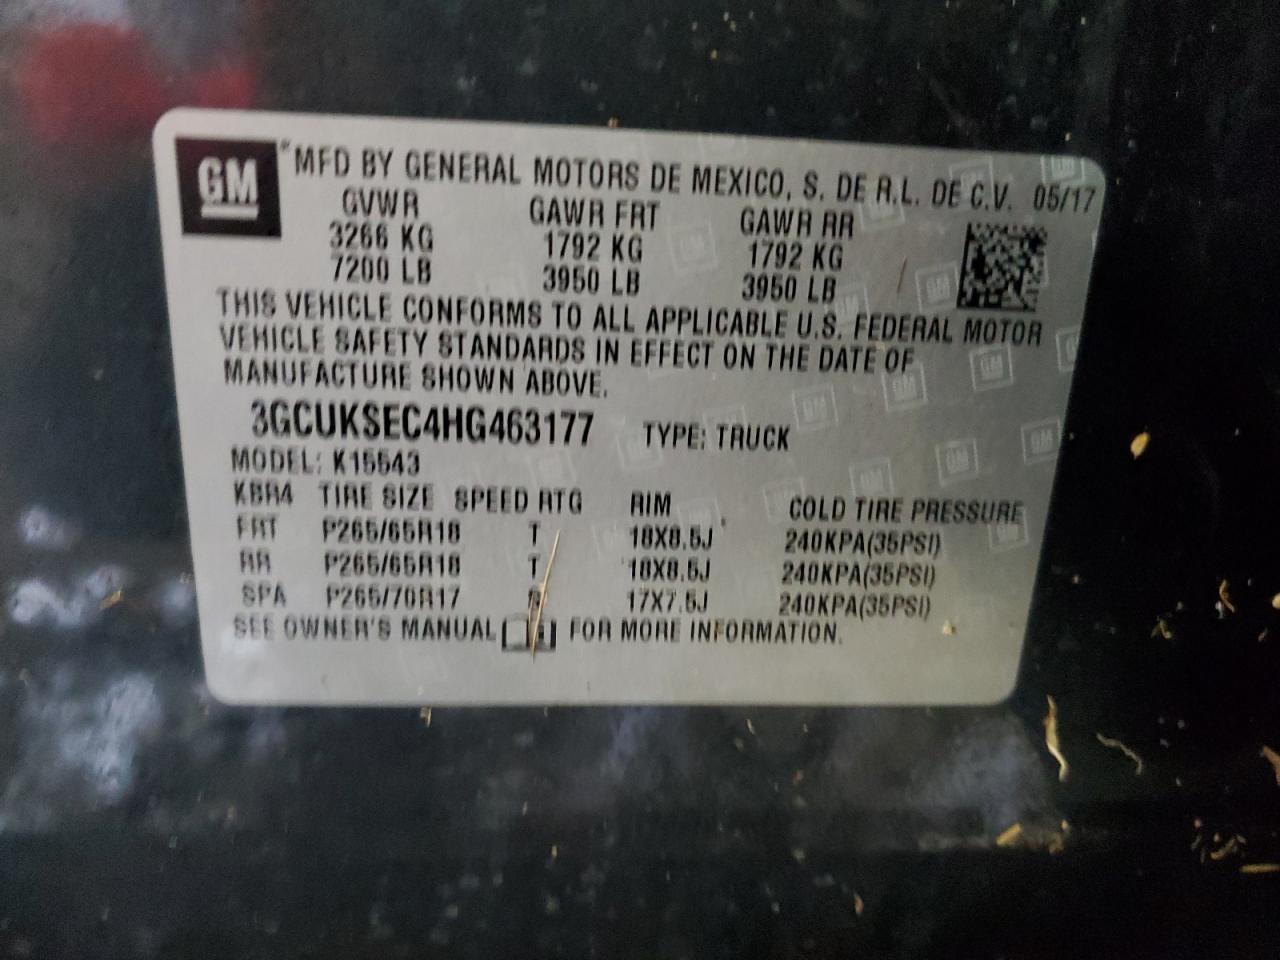 GM
*MFD BY GENERAL MOTORS DE MEXICO, S. DE R.L. DE C.V. 05/17
GVWR GAWR FRT GAWR RR
3266 KG 1792 KG 1792 KG
7200 LB 3950 LB 3950 LB
THIS VEHICLE CONFORMS TO ALL APPLICABLE U.S. FEDERAL MOTOR
VEHICLE SAFETY STANDARDS IN EFFECT ON THE DATE OF
MANUFACTURE SHOWN ABOVE.
3GCUKSEC4HG463177 TYPE: TRUCK
MODEL: K15543
KBR4 TIRE SIZE SPEED RTG RIM COLD TIRE PRESSURE
FRT P265/65R18 T 18X8.5J 240KPA(35PSI)
RR P265/65R18 T 18X8.5J 240KPA(35PSI)
SPA P265/70R17 17X7.5J 240KPA(35PSI)
SEE OWNER'S MANUAL FOR MORE INFORMATION.